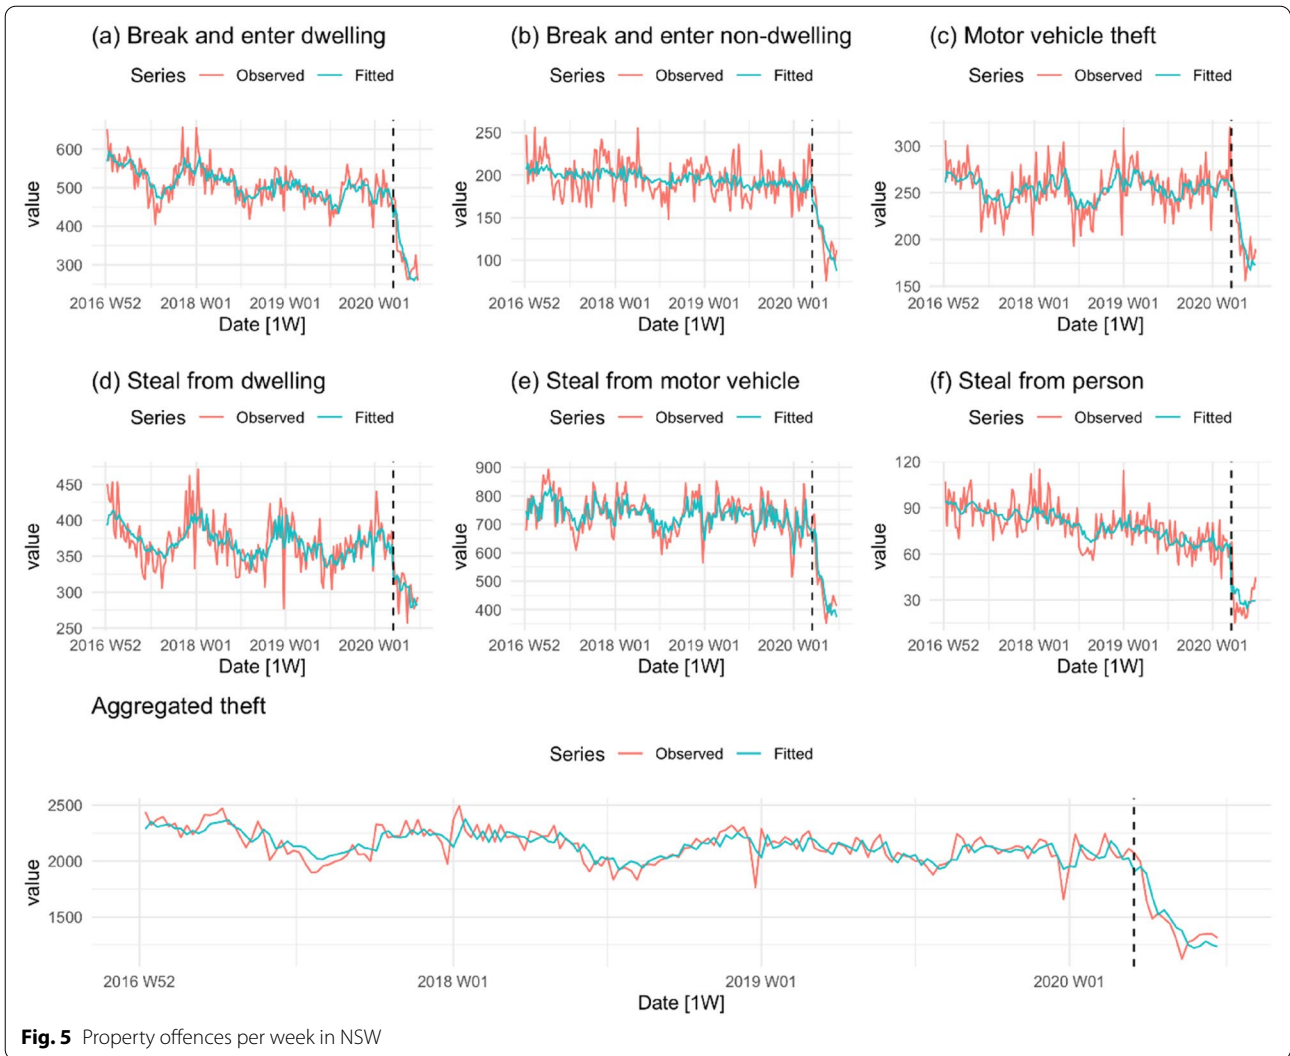 (a) Break and enter dwelling
Series Observed Fitted
value
600
500
400
300
2016 W52 2018 W01 2019 W01 2020 W01
Date [1W]
(b) Break and enter non-dwelling
Series Observed Fitted
value
250
200
150
100
2016 W52 2018 W01 2019 W01 2020 W01
Date [1W]
(c) Motor vehicle theft
Series Observed Fitted
value
300
250
200
150
2016 W52 2018 W01 2019 W01 2020 W01
Date [1W]
(d) Steal from dwelling
Series Observed Fitted
value
450
400
350
300
250
2016 W52 2018 W01 2019 W01 2020 W01
Date [1W]
(e) Steal from motor vehicle
Series Observed Fitted
value
900
800
700
600
500
400
2016 W52 2018 W01 2019 W01 2020 W01
Date [1W]
(f) Steal from person
Series Observed Fitted
value
120
90
60
30
2016 W52 2018 W01 2019 W01 2020 W01
Date [1W]
Aggregated theft
Series Observed Fitted
value
2500
2000
1500
2016 W52 2018 W01 2019 W01 2020 W01
Date [1W]
Fig. 5 Property offences per week in NSW